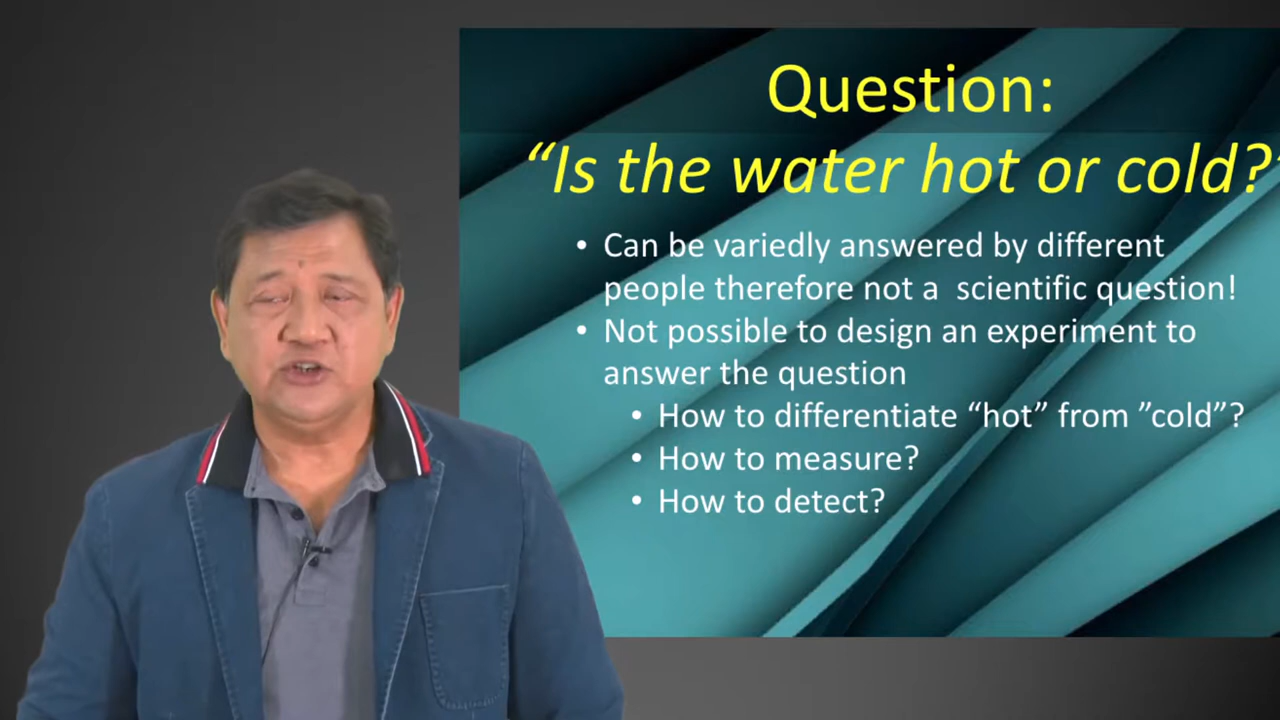 Question:
“Is the water hot or cold?”
• Can be variedly answered by different
people therefore not a scientific question!
• Not possible to design an experiment to
answer the question
• How to differentiate “hot” from ”cold”?
• How to measure?
• How to detect?